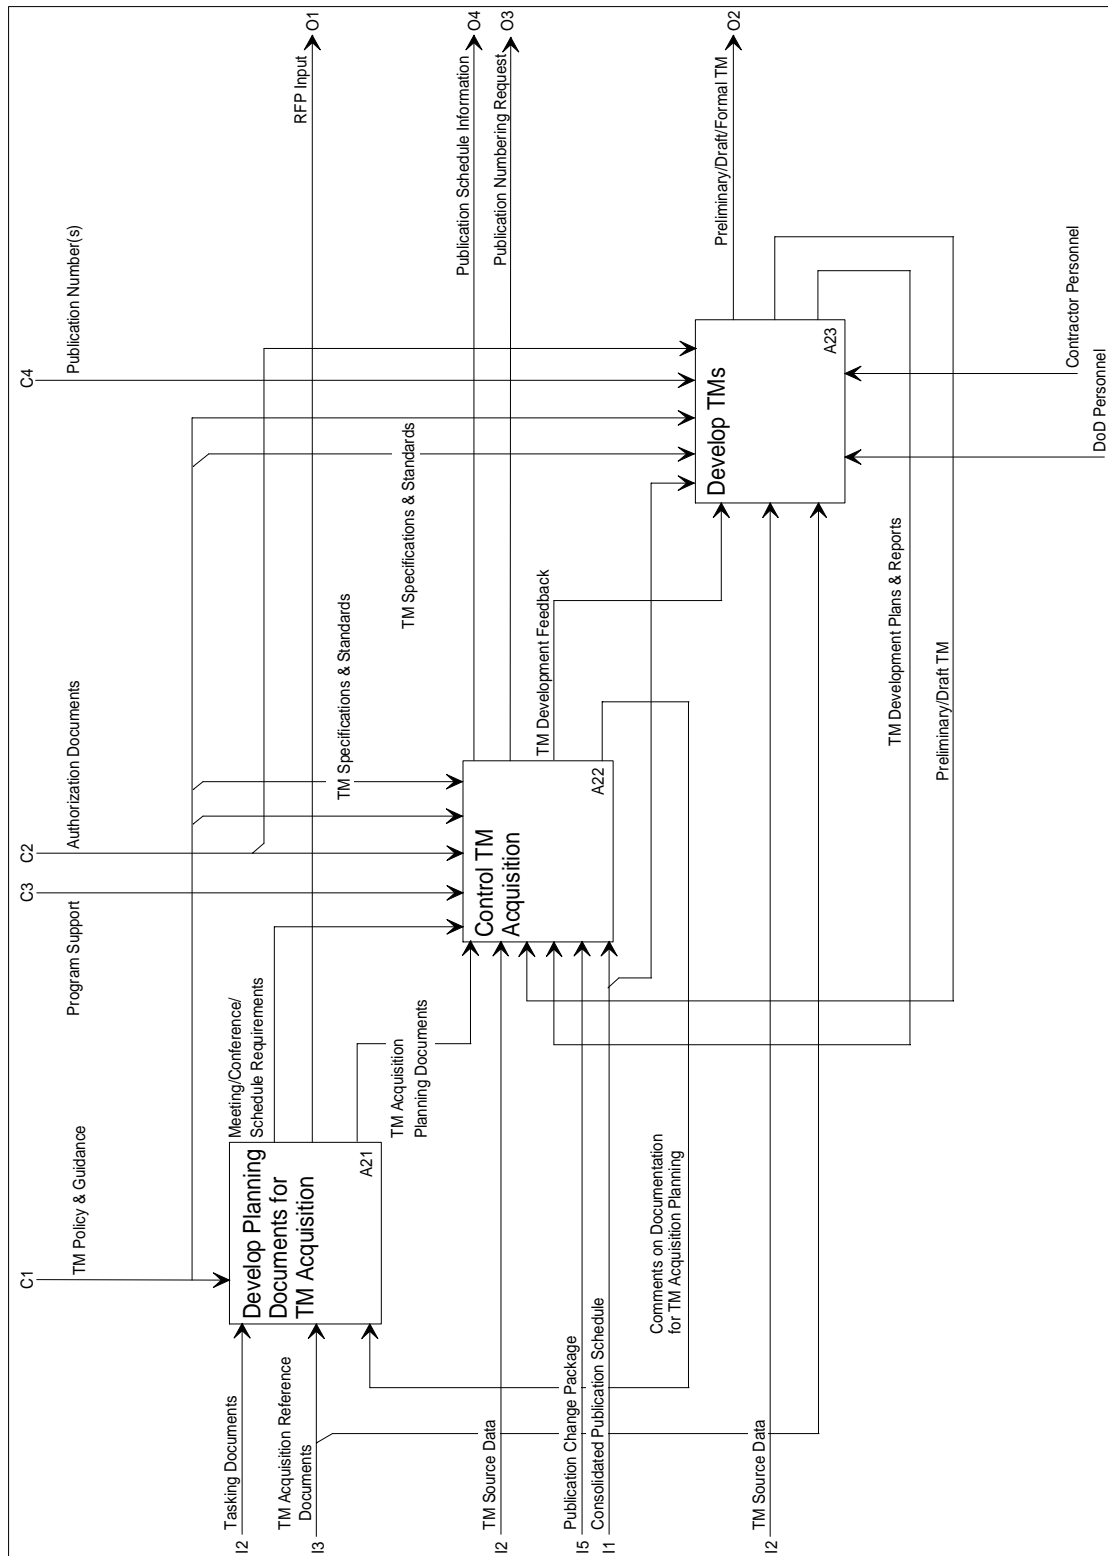 C1
TM Policy & Guidance
C3
Program Support
C2
Authorization Documents
C4
Publication Number(s)
I2
Tasking Documents
I3
TM Acquisition Reference
Documents
Develop Planning
Documents for
TM Acquisition
A21
Meeting/Conference/
Schedule Requirements
TM Acquisition
Planning Documents
RFP Input
O1
TM Specifications & Standards
TM Specifications & Standards
I2
TM Source Data
I5
Publication Change Package
I1
Consolidated Publication Schedule
Control TM
Acquisition
A22
Publication Schedule Information
O4
Publication Numbering Request
O3
TM Development Feedback
Comments on Documentation
for TM Acquisition Planning
I2
TM Source Data
Develop TMs
A23
Preliminary/Draft/Formal TM
O2
TM Development Plans & Reports
Preliminary/Draft TM
DoD Personnel
Contractor Personnel